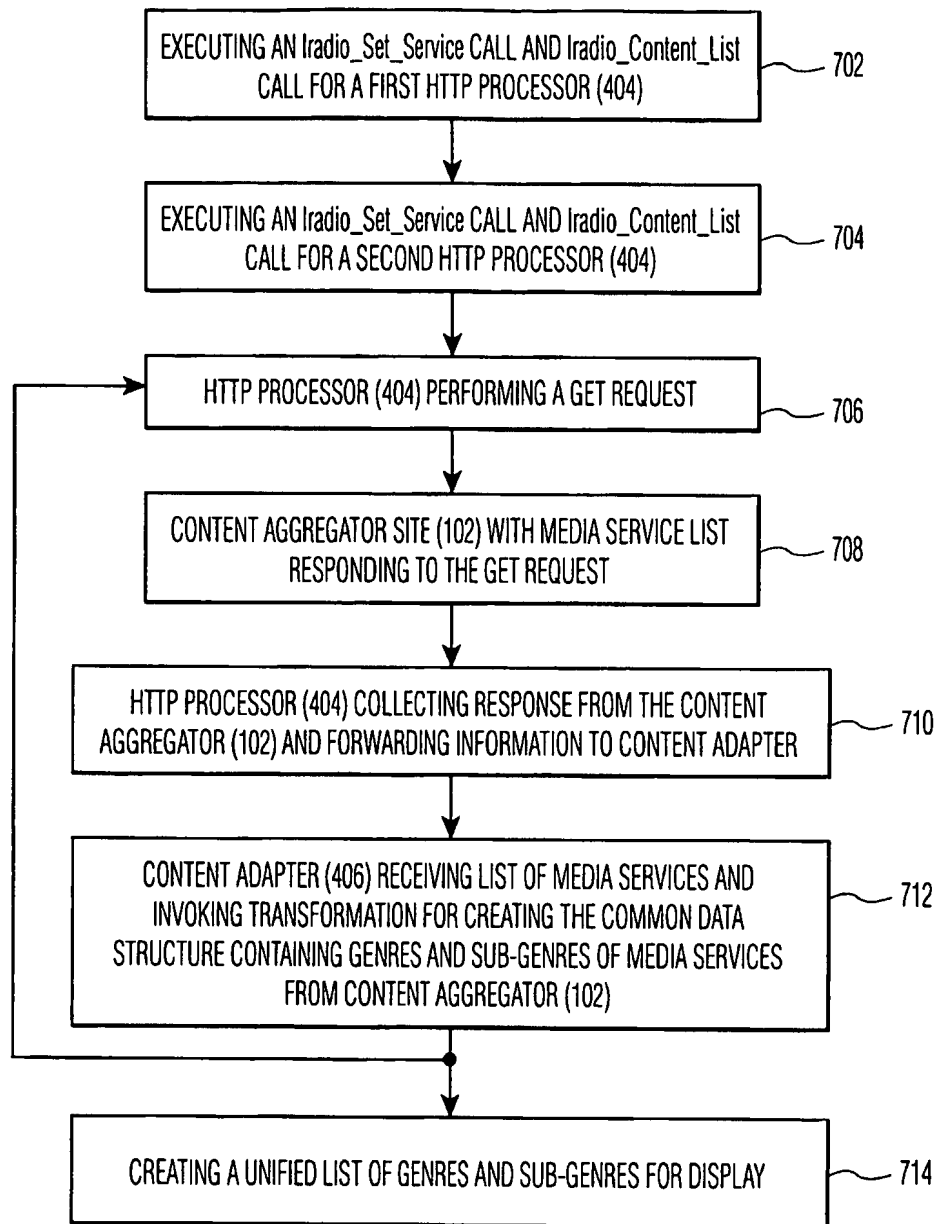 EXECUTING AN Iradio_Set_Service CALL AND Iradio_Content_List
CALL FOR A FIRST HTTP PROCESSOR (404)
702
EXECUTING AN Iradio_Set_Service CALL AND Iradio_Content_List
CALL FOR A SECOND HTTP PROCESSOR (404)
704
HTTP PROCESSOR (404) PERFORMING A GET REQUEST
706
CONTENT AGGREGATOR SITE (102) WITH MEDIA SERVICE LIST
RESPONDING TO THE GET REQUEST
708
HTTP PROCESSOR (404) COLLECTING RESPONSE FROM THE CONTENT
AGGREGATOR (102) AND FORWARDING INFORMATION TO CONTENT ADAPTER
710
CONTENT ADAPTER (406) RECEIVING LIST OF MEDIA SERVICES AND
INVOKING TRANSFORMATION FOR CREATING THE COMMON DATA
STRUCTURE CONTAINING GENRES AND SUB-GENRES OF MEDIA SERVICES
FROM CONTENT AGGREGATOR (102)
712
CREATING A UNIFIED LIST OF GENRES AND SUB-GENRES FOR DISPLAY
714